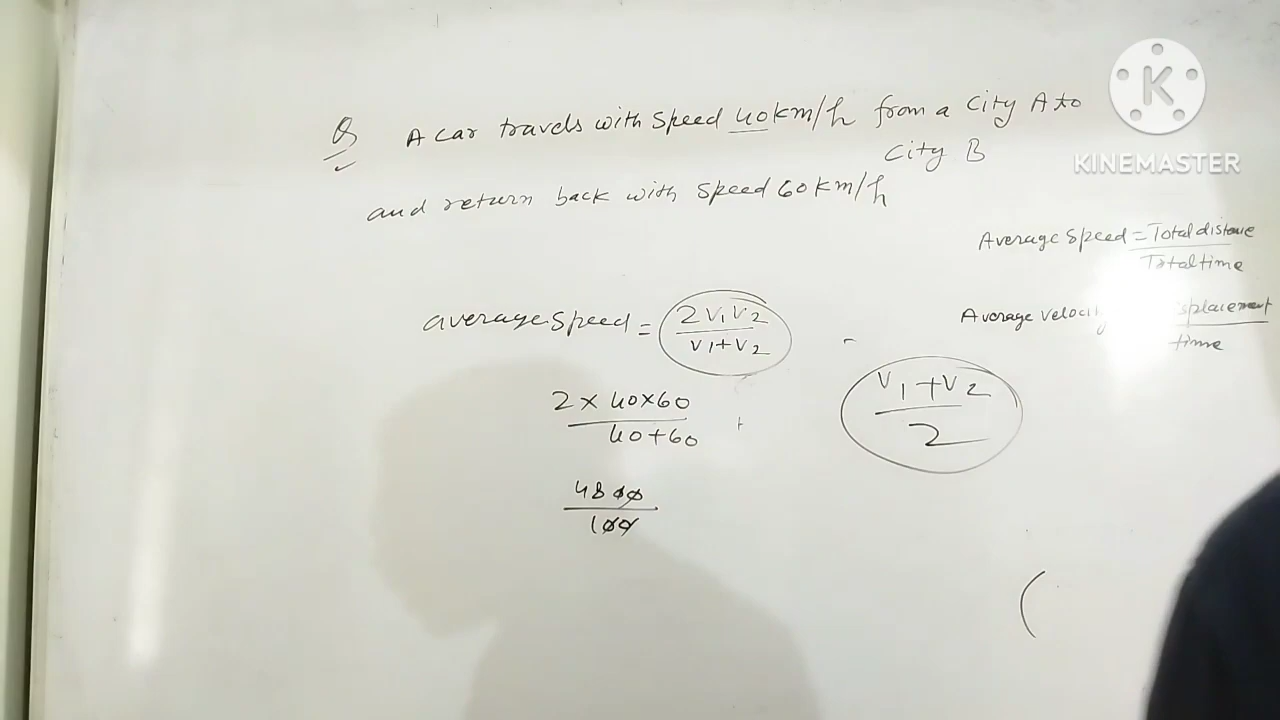 Q A car travels with speed 40km/h from a city A to
city B
and return back with speed 60km/h
Average speed = Total distance
Total time
average speed = 2V1V2
V1+V2
Average velocity
time
V1+V2
2
2 × 40×60
40+60
4800
100
(
K
KINEMASTER